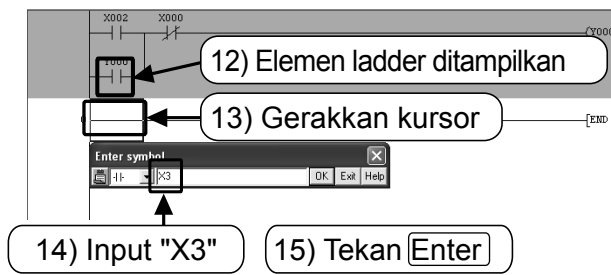 X002 X000
(Y000
Y000
12) Elemen ladder ditampilkan
13) Gerakkan kursor
[END
Enter symbol
X3 OK Exit Help
14) Input "X3"
15) Tekan Enter